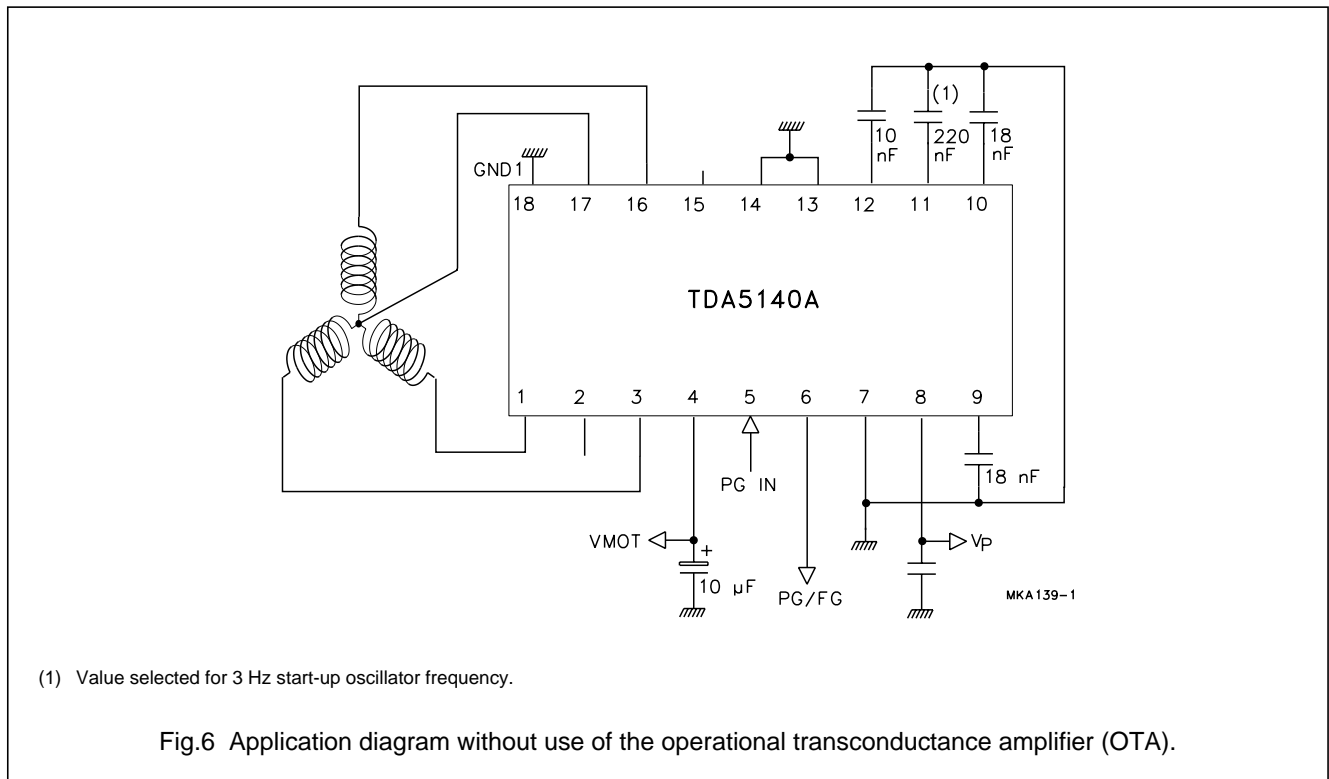 (1)
10 nF
220 nF
18 nF
GND1
18 17 16 15 14 13 12 11 10
TDA5140A
1 2 3 4 5 6 7 8 9
18 nF
PG IN
VMOT
+
10 µF
PG/FG
VP
MKA139-1
(1) Value selected for 3 Hz start-up oscillator frequency.
Fig.6 Application diagram without use of the operational transconductance amplifier (OTA).